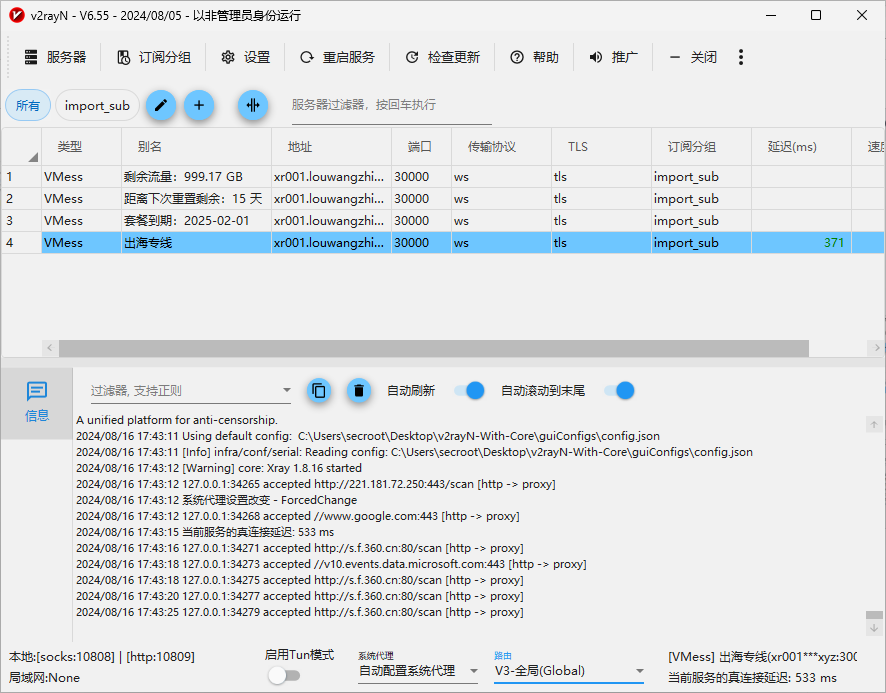 v2rayN - V6.55 - 2024/08/05 - 以非管理员身份运行
服务器 订阅分组 设置 重启服务 检查更新 帮助 推广 关闭
所有 import_sub 服务器过滤器，按回车执行
类型 别名 地址 端口 传输协议 TLS 订阅分组 延迟(ms) 速度
1 VMess 剩余流量：999.17 GB xr001.louwangzhi... 30000 ws tls import_sub
2 VMess 距离下次重置剩余：15 天 xr001.louwangzhi... 30000 ws tls import_sub
3 VMess 套餐到期：2025-02-01 xr001.louwangzhi... 30000 ws tls import_sub
4 VMess 出海专线 xr001.louwangzhi... 30000 ws tls import_sub 371
信息
过滤器, 支持正则 自动刷新 自动滚动到末尾
A unified platform for anti-censorship.
2024/08/16 17:43:11 Using default config:  C:\Users\secroot\Desktop\v2rayN-With-Core\guiConfigs\config.json
2024/08/16 17:43:11 [Info] infra/conf/serial: Reading config: C:\Users\secroot\Desktop\v2rayN-With-Core\guiConfigs\config.json
2024/08/16 17:43:12 [Warning] core: Xray 1.8.16 started
2024/08/16 17:43:12 127.0.0.1:34265 accepted http://221.181.72.250:443/scan [http -> proxy]
2024/08/16 17:43:12 系统代理设置改变 - ForcedChange
2024/08/16 17:43:12 127.0.0.1:34268 accepted //www.google.com:443 [http -> proxy]
2024/08/16 17:43:15 当前服务的真连接延迟: 533 ms
2024/08/16 17:43:16 127.0.0.1:34271 accepted http://s.f.360.cn:80/scan [http -> proxy]
2024/08/16 17:43:18 127.0.0.1:34273 accepted //v10.events.data.microsoft.com:443 [http -> proxy]
2024/08/16 17:43:18 127.0.0.1:34275 accepted http://s.f.360.cn:80/scan [http -> proxy]
2024/08/16 17:43:20 127.0.0.1:34277 accepted http://s.f.360.cn:80/scan [http -> proxy]
2024/08/16 17:43:25 127.0.0.1:34279 accepted http://s.f.360.cn:80/scan [http -> proxy]
本地:[socks:10808] | [http:10809]
局域网:None
启用Tun模式
系统代理
自动配置系统代理
路由
V3-全局(Global)
[VMess] 出海专线(xr001***xyz:300
当前服务的真连接延迟: 533 ms